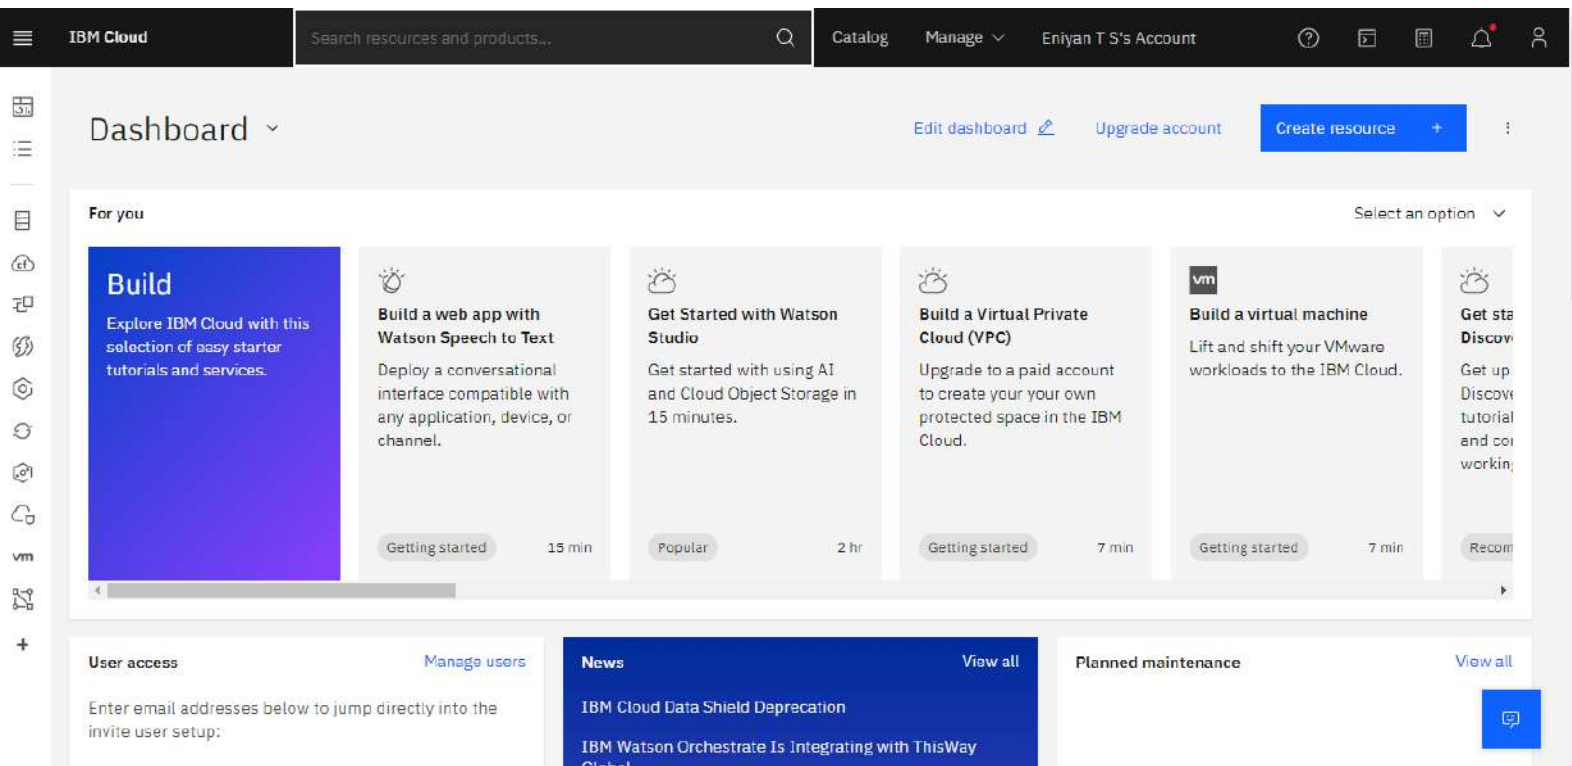 IBM Cloud
Search resources and products...
Catalog
Manage
Eniyan T S's Account
Dashboard
Edit dashboard
Upgrade account
Create resource +
For you
Select an option
Build
Explore IBM Cloud with this
selection of easy starter
tutorials and services.
Build a web app with
Watson Speech to Text
Deploy a conversational
interface compatible with
any application, device, or
channel.
Getting started
15 min
Get Started with Watson
Studio
Get started with using AI
and Cloud Object Storage in
15 minutes.
Popular
2 hr
Build a Virtual Private
Cloud (VPC)
Upgrade to a paid account
to create your your own
protected space in the IBM
Cloud.
Getting started
7 min
vm
Build a virtual machine
Lift and shift your VMware
workloads to the IBM Cloud.
Getting started
7 min
Get sta
Discov
Get up
Discove
tutorial
and co
workin
Recom
vm
User access
Manage users
Enter email addresses below to jump directly into the
invite user setup:
News
View all
IBM Cloud Data Shield Deprecation
IBM Watson Orchestrate Is Integrating with ThisWay
Planned maintenance
View all